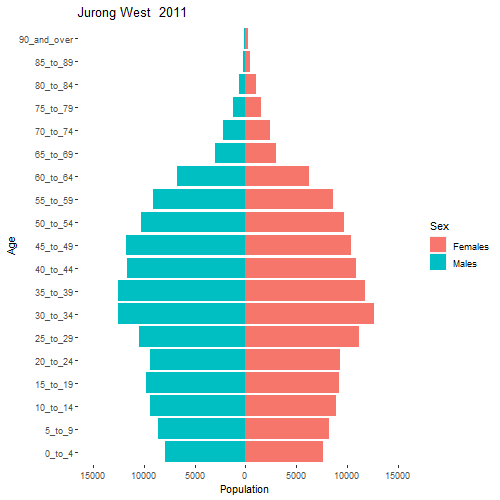 Jurong West  2011
90_and_over
85_to_89
80_to_84
75_to_79
70_to_74
65_to_69
60_to_64
55_to_59
50_to_54
45_to_49
40_to_44
35_to_39
30_to_34
25_to_29
20_to_24
15_to_19
10_to_14
5_to_9
0_to_4
Age
15000 10000 5000 0 5000 10000 15000
Population
Sex
Females
Males